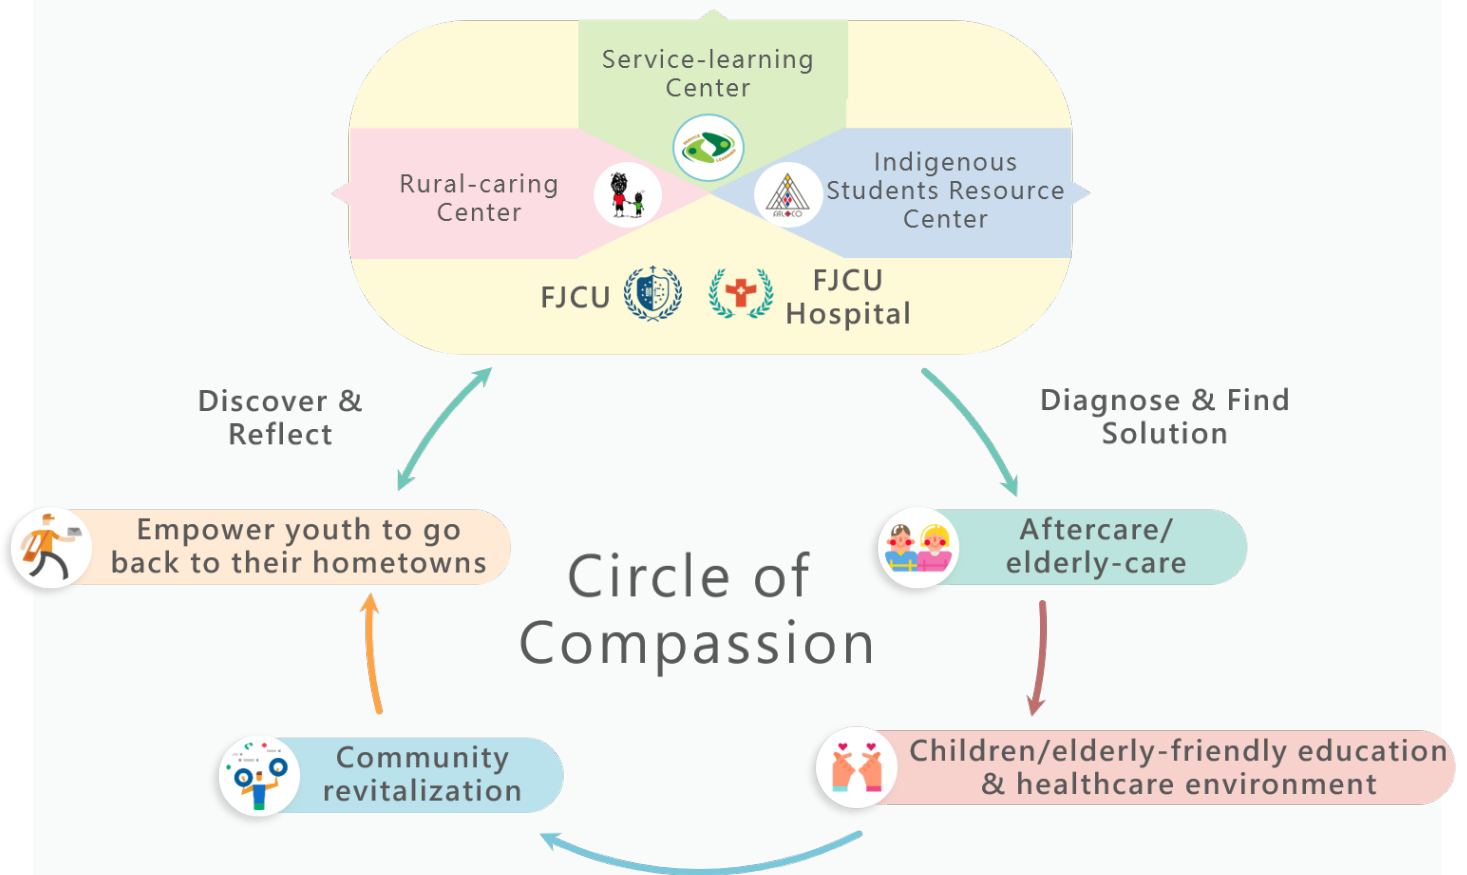 Service-learning
Center
Rural-caring
Center
Indigenous
Students Resource
Center
FJCU
FJCU
Hospital
Discover &
Reflect
Diagnose & Find
Solution
Empower youth to go
back to their hometowns
Aftercare/
elderly-care
Circle of
Compassion
Community
revitalization
Children/elderly-friendly education
& healthcare environment